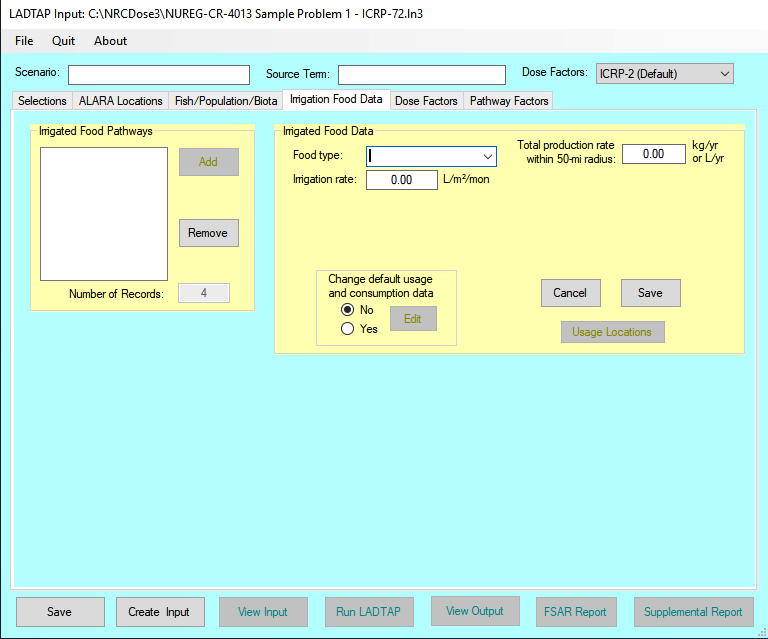 LADTAP Input: C:\NRCDose3\NUREG-CR-4013 Sample Problem 1 - ICRP-72.ln3
File Quit About
Scenario: Source Term: Dose Factors: ICRP-2 (Default)
Selections ALARA Locations Fish/Population/Biota Irrigation Food Data Dose Factors Pathway Factors
Irrigated Food Pathways
Add
Remove
Number of Records: 4
Irrigated Food Data
Food type:
Total production rate
within 50-mi radius: 0.00 kg/yr
or L/yr
Irrigation rate: 0.00 L/m²/mon
Change default usage
and consumption data
No
Yes
Edit
Cancel Save
Usage Locations
Save Create Input View Input Run LADTAP View Output FSAR Report Supplemental Report